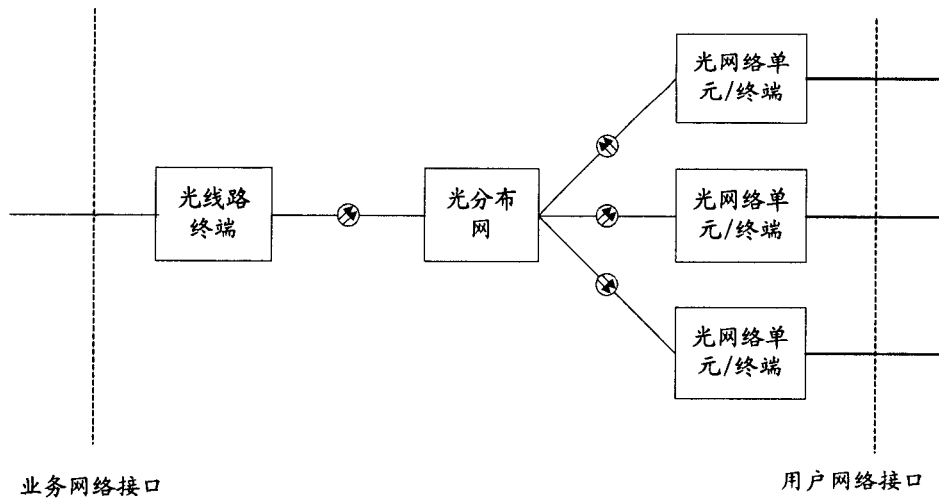 光网络单
元/终端
光线路
终端
光分布
网
光网络单
元/终端
光网络单
元/终端
业务网络接口
用户网络接口